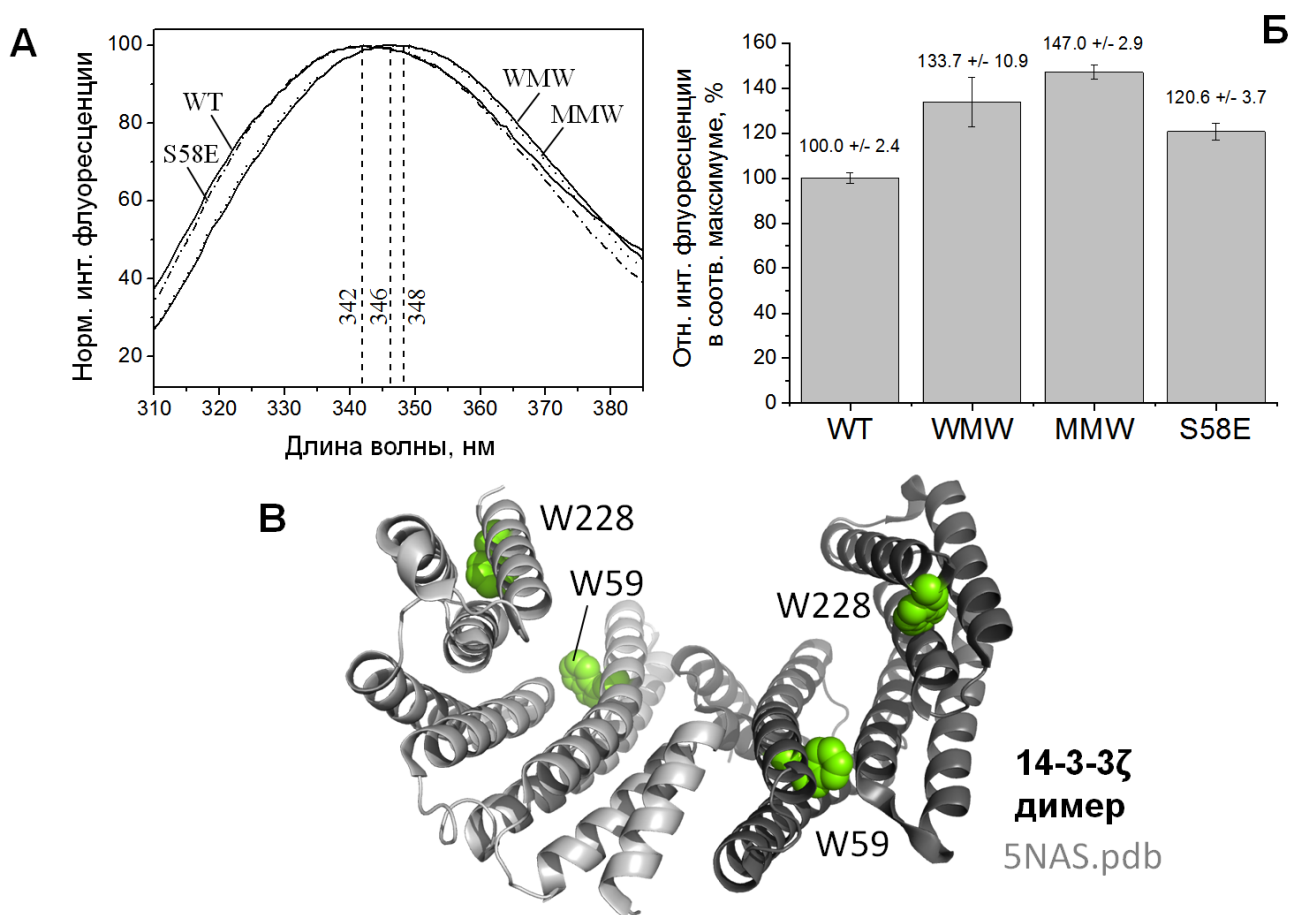 А
Норм. инт. флуоресценции
100
80
60
40
20
WT
S58E
WMW
MMW
342
346
348
310
320
330
340
350
360
370
380
Длина волны, нм
Б
Отн. инт. флуоресценции
в соотв. максимуме, %
160
140
120
100
80
60
40
20
0
100.0 +/- 2.4
133.7 +/- 10.9
147.0 +/- 2.9
120.6 +/- 3.7
WT
WMW
MMW
S58E
В
W228
W59
W228
W59
14-3-3ζ
димер
5NAS.pdb